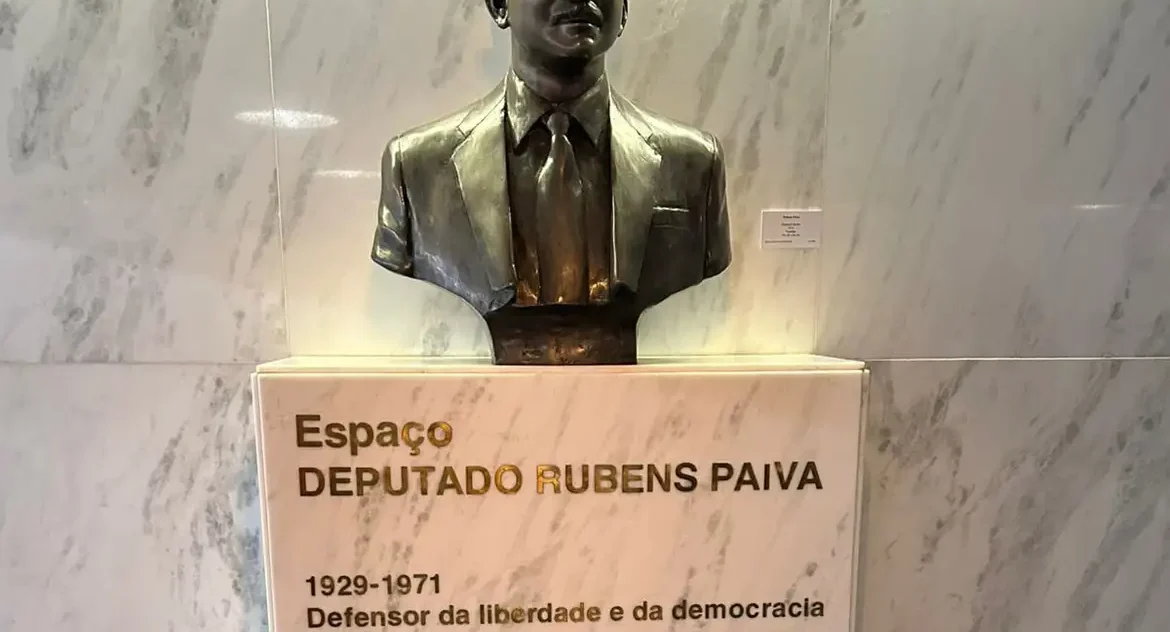 Espaço
DEPUTADO RUBENS PAIVA
1929-1971
Defensor da liberdade e da democracia